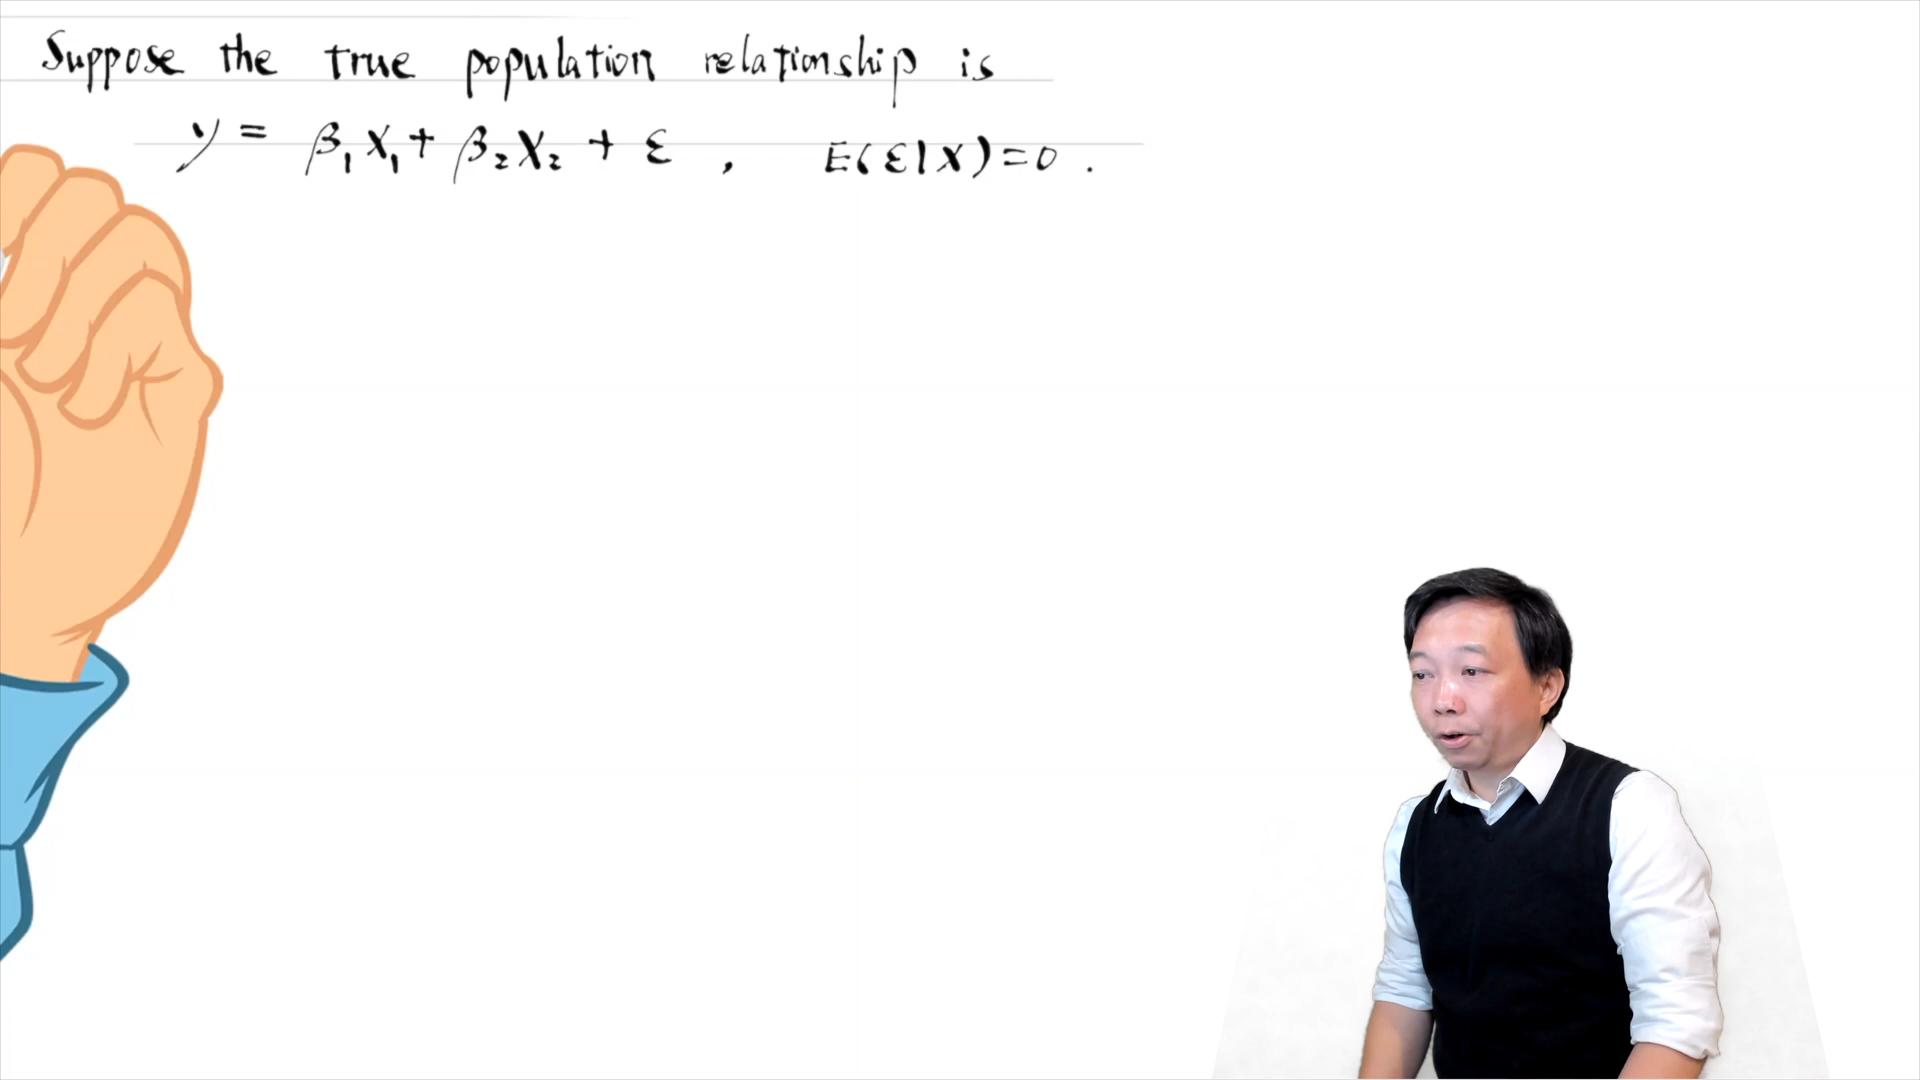 Suppose the true population relationship is
y = β₁X₁ + β₂X₂ + ε , E(ε|X)=0 .